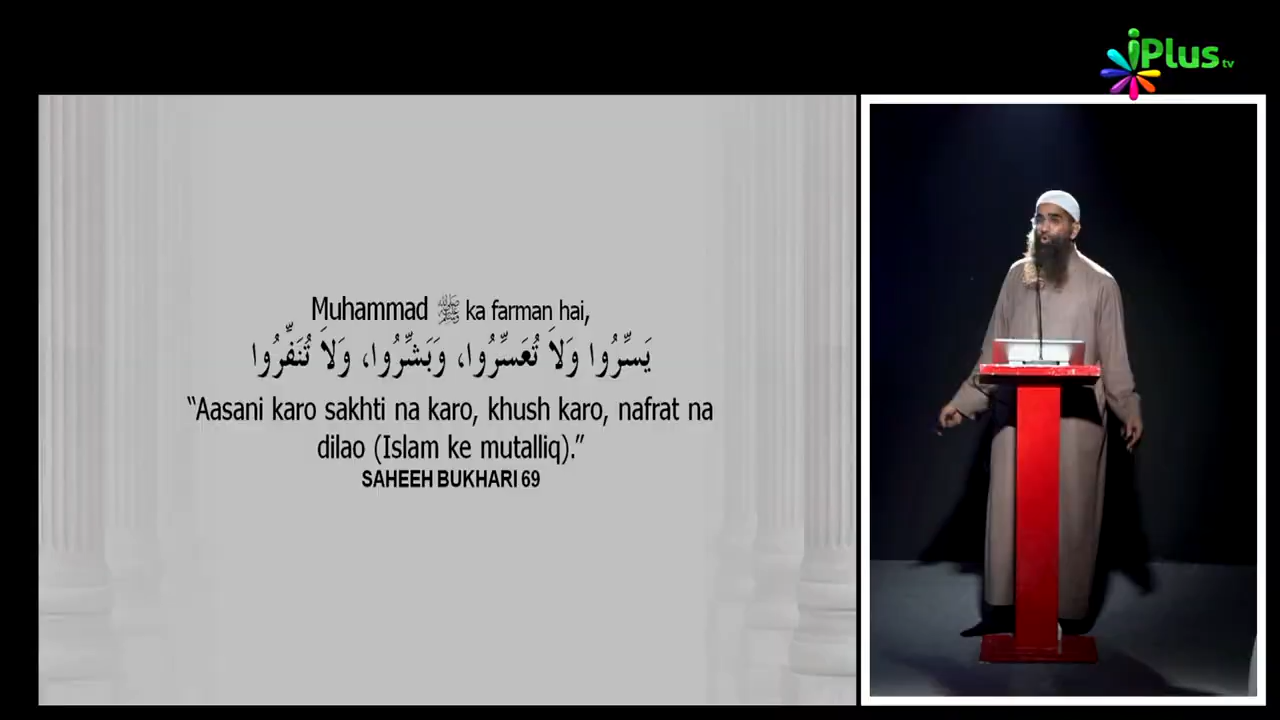 iPlus tv
Muhammad ﷺ ka farman hai,
يَسِّرُوا وَلاَ تُعَسِّرُوا، وَبَشِّرُوا، وَلاَ تُنَفِّرُوا
“Aasani karo sakhti na karo, khush karo, nafrat na
dilao (Islam ke mutalliq).”
SAHEEH BUKHARI 69